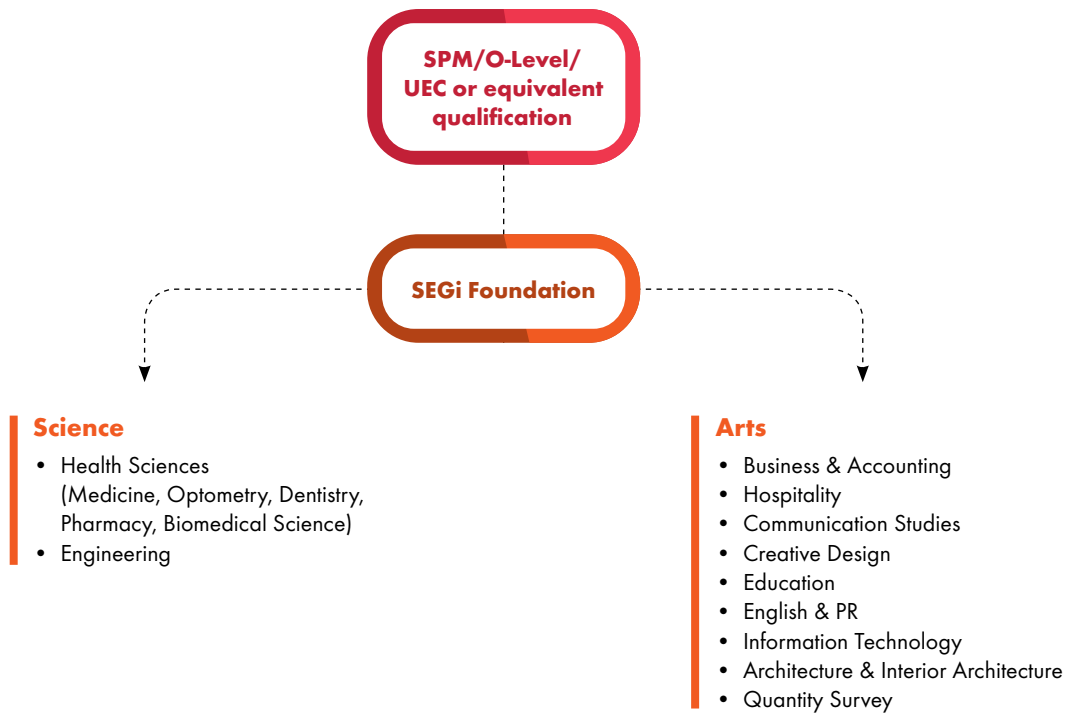 SPM/O-Level/
UEC or equivalent
qualification
SEGi Foundation
Science
• Health Sciences
(Medicine, Optometry, Dentistry,
Pharmacy, Biomedical Science)
• Engineering
Arts
• Business & Accounting
• Hospitality
• Communication Studies
• Creative Design
• Education
• English & PR
• Information Technology
• Architecture & Interior Architecture
• Quantity Survey